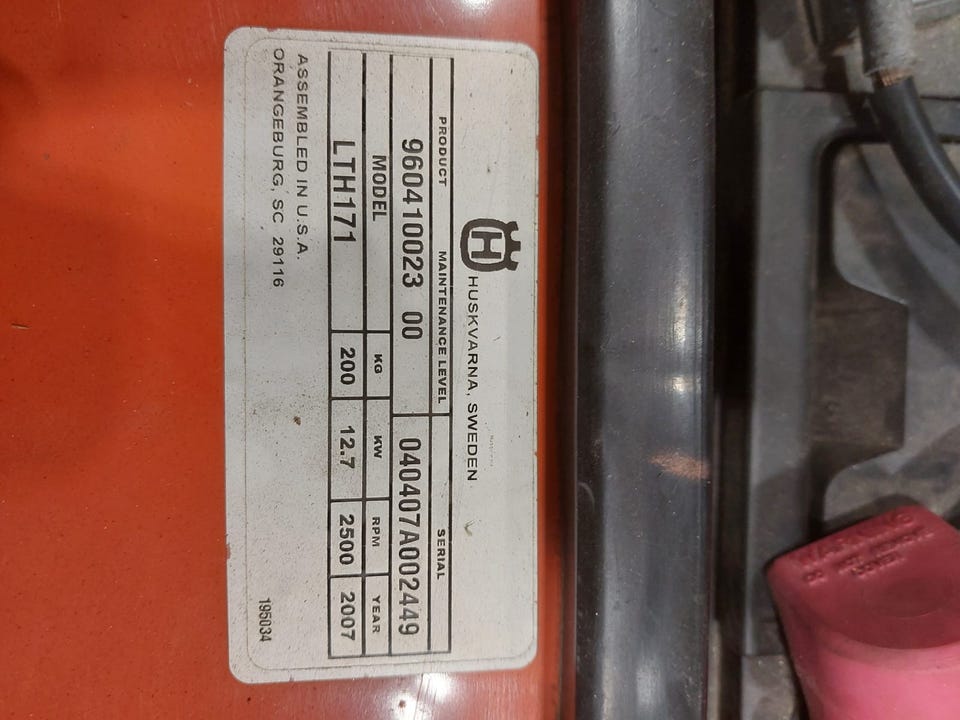 H HUSKVARNA, SWEDEN
PRODUCT MAINTENANCE LEVEL SERIAL
960410023 00 040407A002449
MODEL KG KW RPM YEAR
LTH171 200 12.7 2500 2007
ASSEMBLED IN U.S.A.
ORANGEBURG, SC 29116
195034